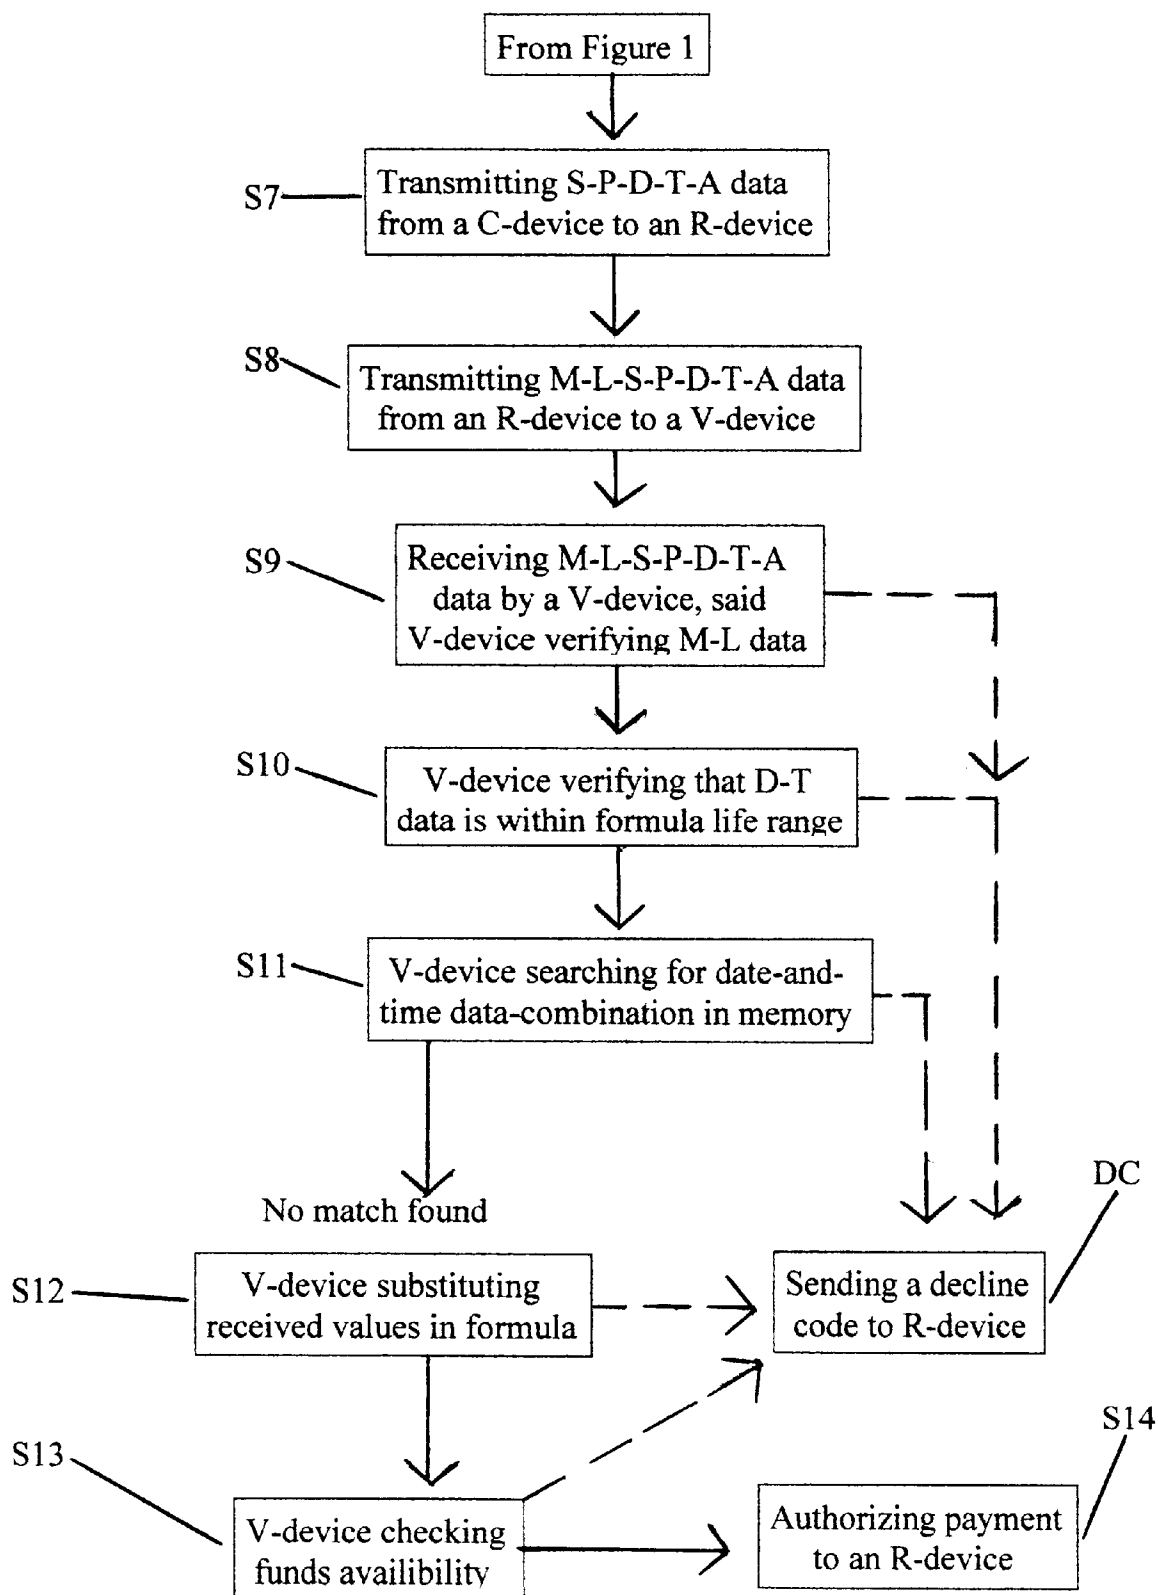 From Figure 1
S7
Transmitting S-P-D-T-A data
from a C-device to an R-device
S8
Transmitting M-L-S-P-D-T-A data
from an R-device to a V-device
S9
Receiving M-L-S-P-D-T-A
data by a V-device, said
V-device verifying M-L data
S10
V-device verifying that D-T
data is within formula life range
S11
V-device searching for date-and-
time data-combination in memory
No match found
DC
S12
V-device substituting
received values in formula
Sending a decline
code to R-device
S13
V-device checking
funds availibility
S14
Authorizing payment
to an R-device